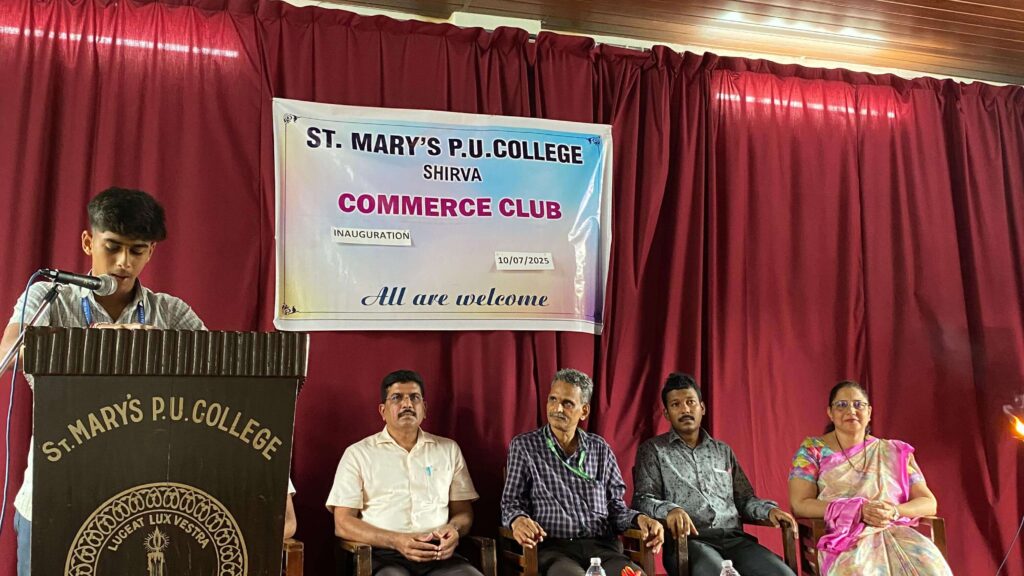 ST. MARY'S P.U.COLLEGE
SHIRVA
COMMERCE CLUB
INAUGURATION
10/07/2025
All are welcome
ST. MARY'S P.U.COLLEGE
LUCEAT LUX VESTRA